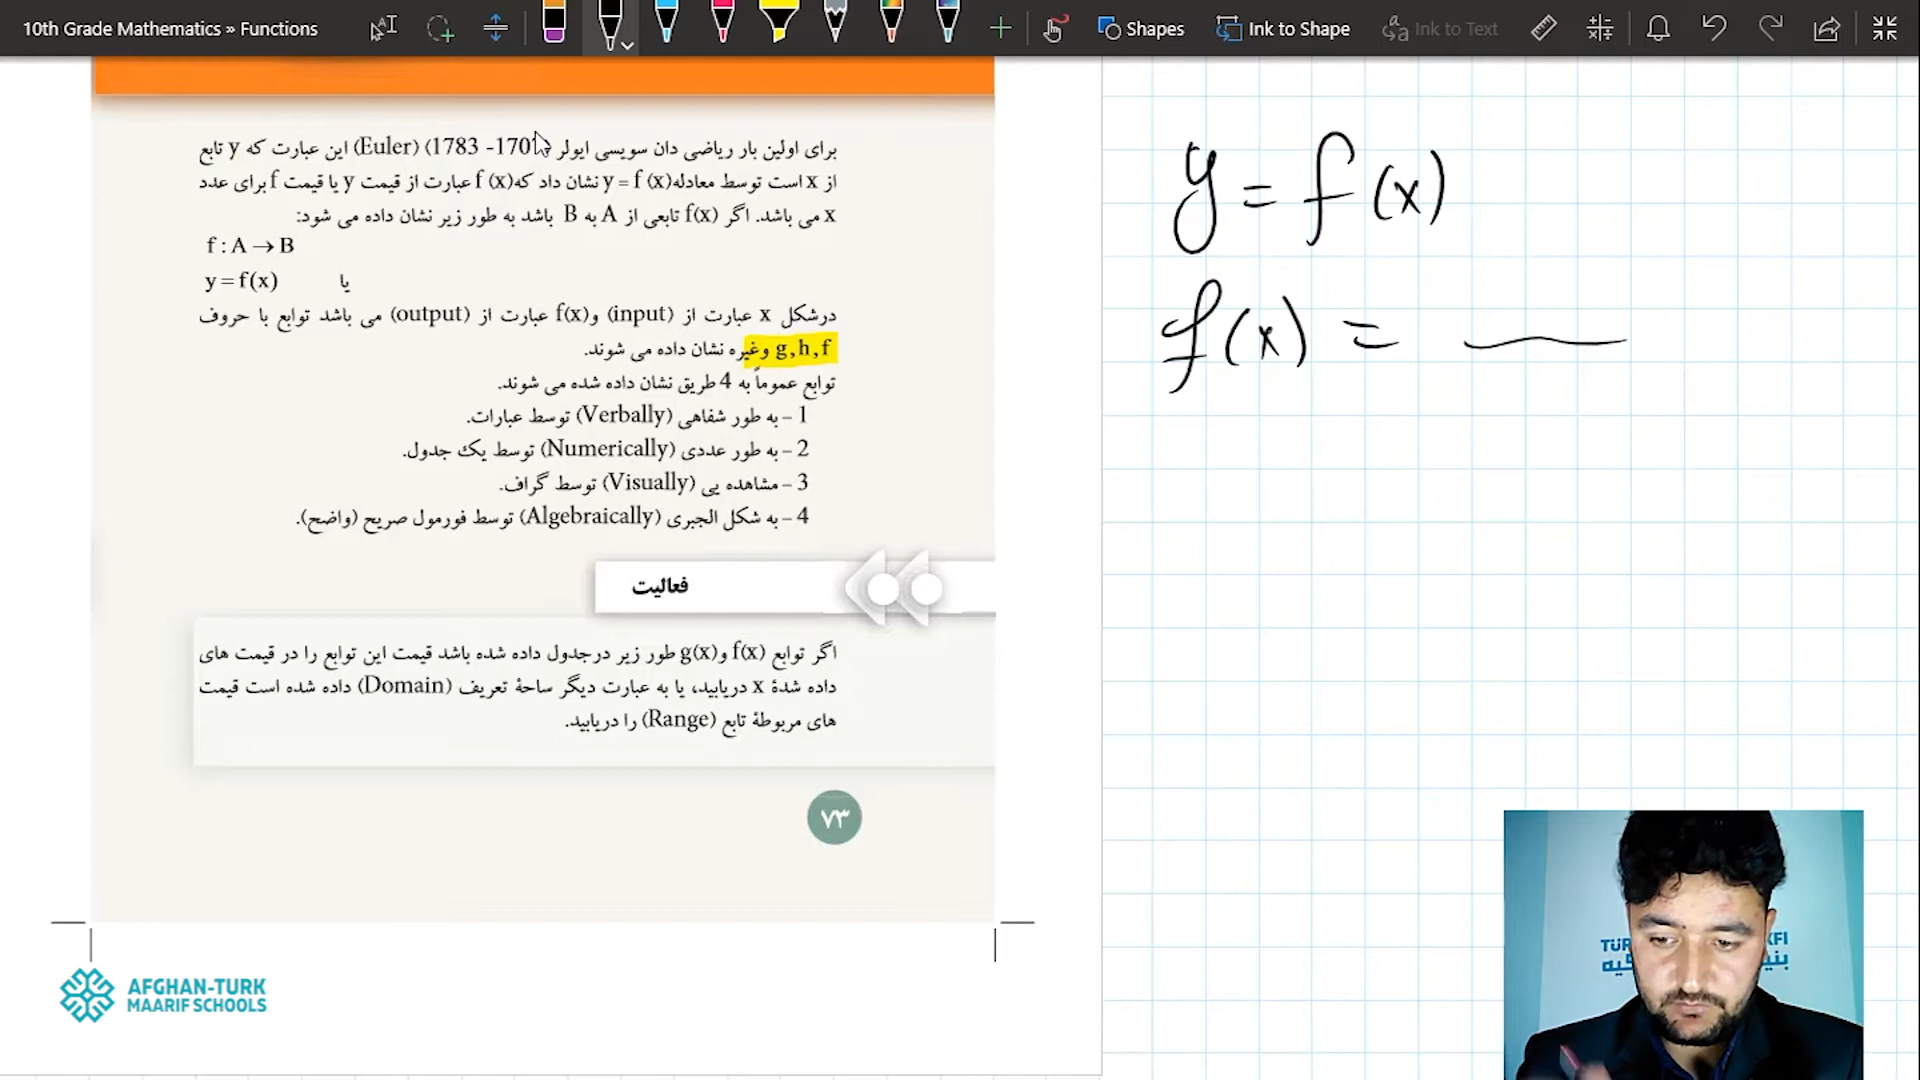 10th Grade Mathematics » Functions
Shapes
Ink to Shape
Ink to Text
برای اولین بار ریاضی دان سویسی ایولر (1783 -170 (Euler) این عبارت که y تابع
از x است توسط معادله y = f (x) نشان داد که f (x) عبارت از قیمت y یا قیمت f برای عدد
x می باشد. اگر f(x) تابعی از A به B باشد به طور زیر نشان داده می شود:
f : A → B
y = f(x) یا
درشکل x عبارت از (input) و f(x) عبارت از (output) می باشد توابع با حروف
g,h,f وغیره نشان داده می شوند.
توابع عموماً به 4 طریق نشان داده شده می شوند.
1 – به طور شفاهی (Verbally) توسط عبارات.
2 – به طور عددی (Numerically) توسط یک جدول.
3 – مشاهده یی (Visually) توسط گراف.
4 – به شکل الجبری (Algebraically) توسط فورمول صریح (واضح).
فعالیت
اگر توابع f(x) و g(x) طور زیر درجدول داده شده باشد قیمت این توابع را در قیمت های
داده شدۀ x دریابید، یا به عبارت دیگر ساحۀ تعریف (Domain) داده شده است قیمت
های مربوطۀ تابع (Range) را دریابید.
۷۳
AFGHAN-TURK
MAARIF SCHOOLS
y = f (x)
f (x) =